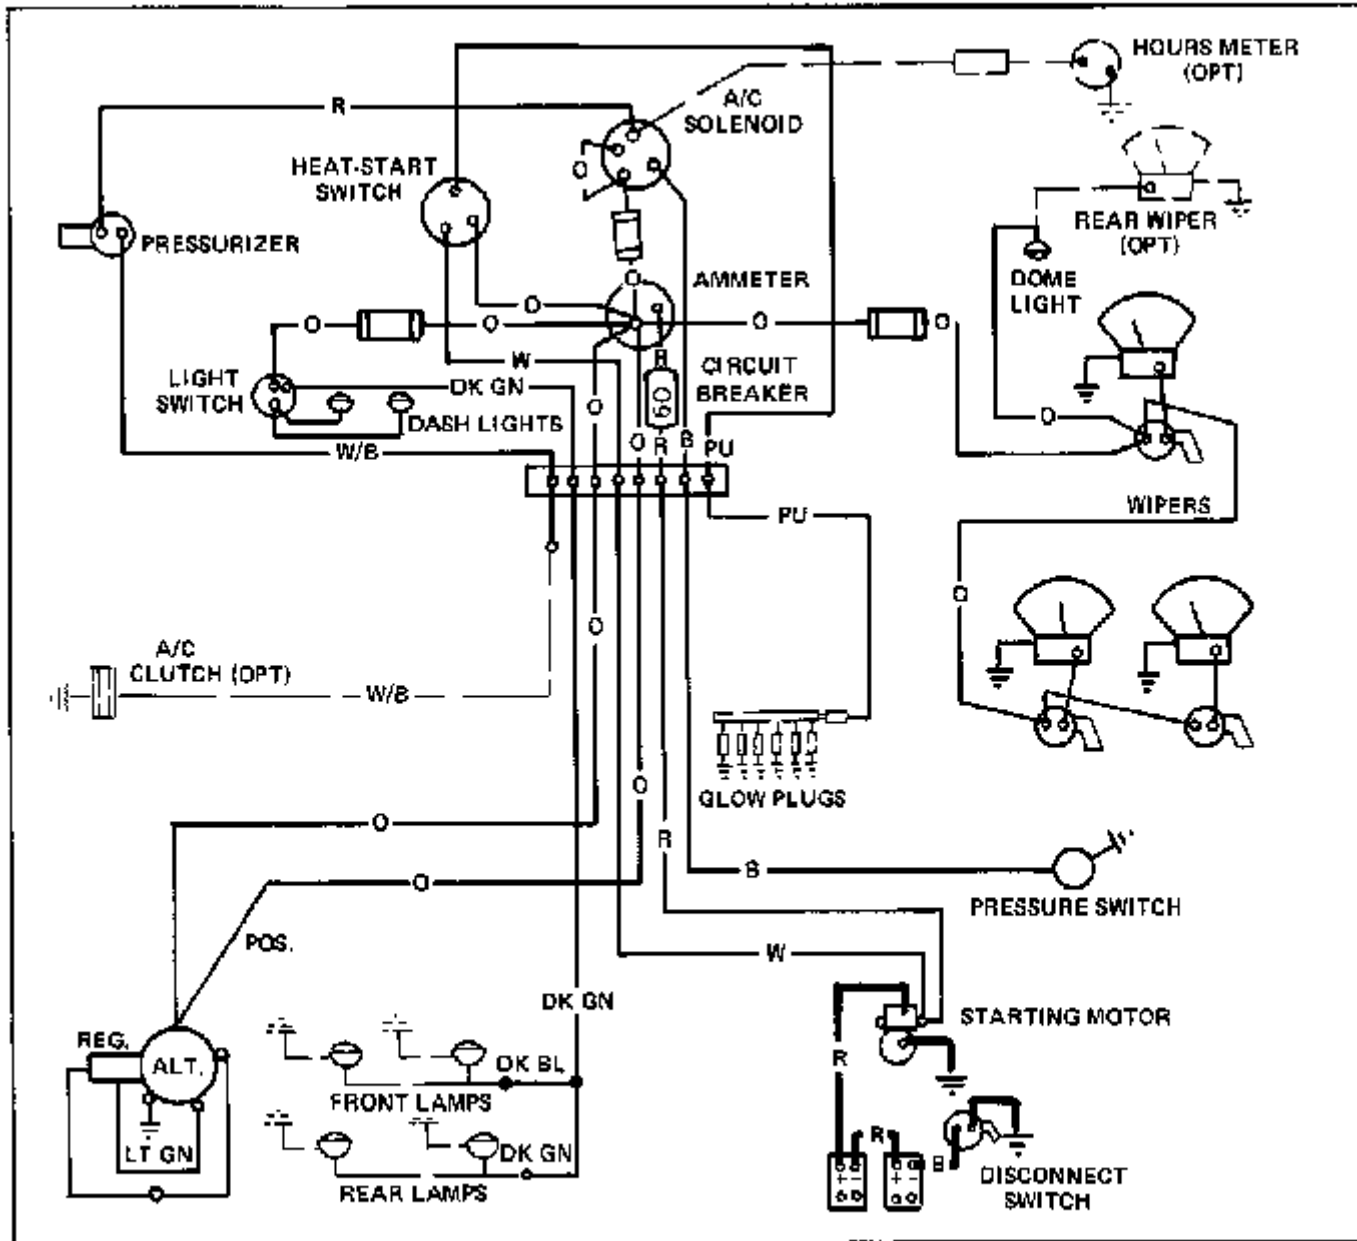 HOURS METER
(OPT)
A/C
SOLENOID
R
HEAT-START
SWITCH
O
REAR WIPER
(OPT)
PRESSURIZER
B
DOME
LIGHT
AMMETER
O
O
O
O
O
O
O
W
R
CIRCUIT
BREAKER
LIGHT
SWITCH
DK GN
60
O
DASH LIGHTS
O
W/B
O
R
B
PU
WIPERS
PU
O
O
A/C
CLUTCH (OPT)
W/B
GLOW PLUGS
O
O
R
B
O
PRESSURE SWITCH
POS.
W
DK GN
STARTING MOTOR
REG.
ALT.
DK BL
R
FRONT LAMPS
LT GN
DK GN
R
B
REAR LAMPS
DISCONNECT
SWITCH
+ -
+ -